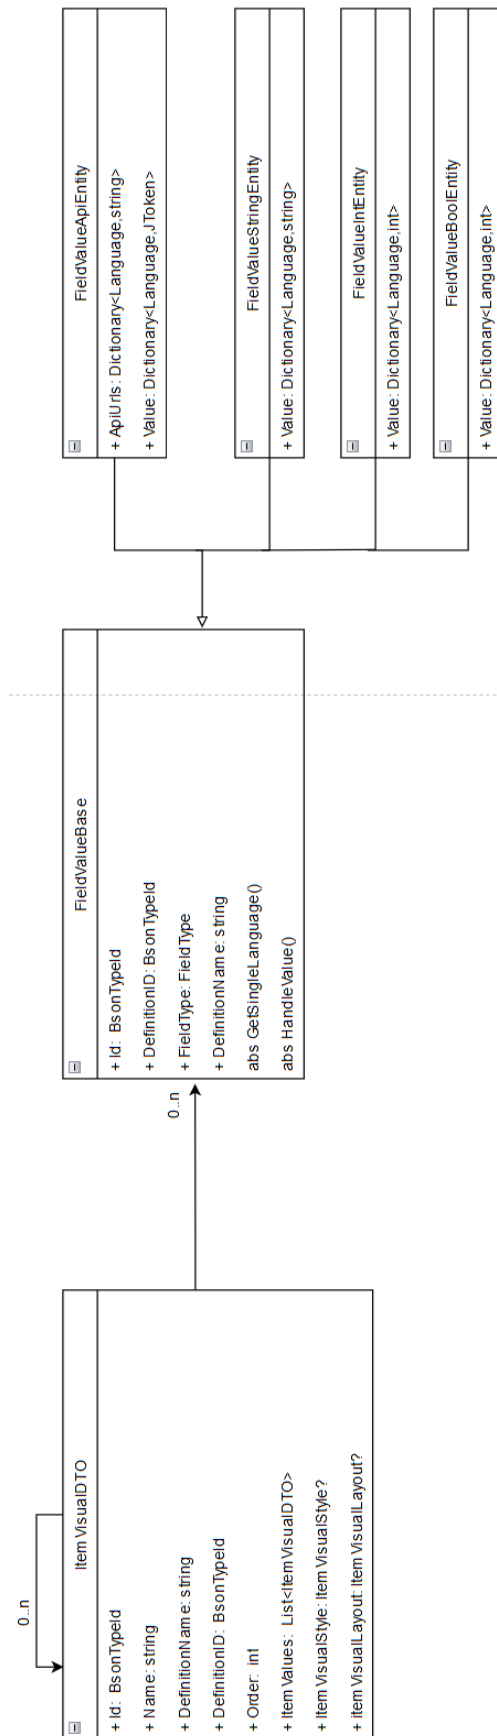 0..n
ItemVisualDTO
+ Id: BsonTypeId
+ Name: string
+ DefinitionName: string
+ DefinitionID: BsonTypeId
+ Order: int
+ ItemValues: List<ItemVisualDTO>
+ ItemVisualStyle: ItemVisualStyle?
+ itemVisualLayout: ItemVisualLayout?
0..n
FieldValueBase
+ Id: BsonTypeId
+ DefinitionID: BsonTypeId
+ FieldType: FieldType
+ DefinitionName: string
abs GetSingleLanguage()
abs HandleValue()
FieldValueApiEntity
+ ApiUrls: Dictionary<Language,string>
+ Value: Dictionary<Language,JToken>
FieldValueStringEntity
+ Value: Dictionary<Language,string>
FieldValueIntEntity
+ Value: Dictionary<Language,int>
FieldValueBoolEntity
+ Value: Dictionary<Language,int>